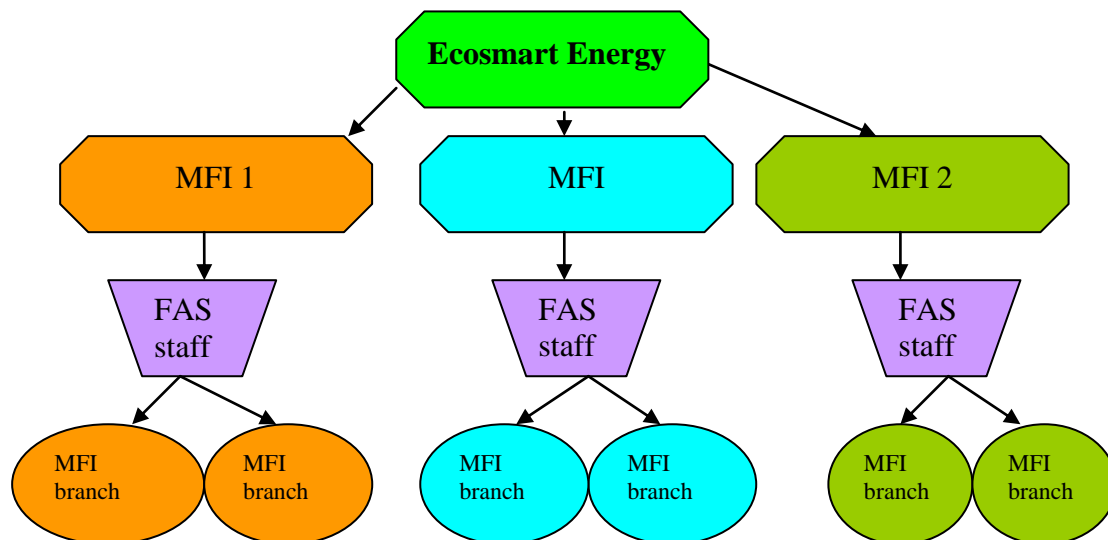 Ecosmart Energy
MFI 1
MFI
MFI 2
FAS
staff
FAS
staff
FAS
staff
MFI
branch
MFI
branch
MFI
branch
MFI
branch
MFI
branch
MFI
branch